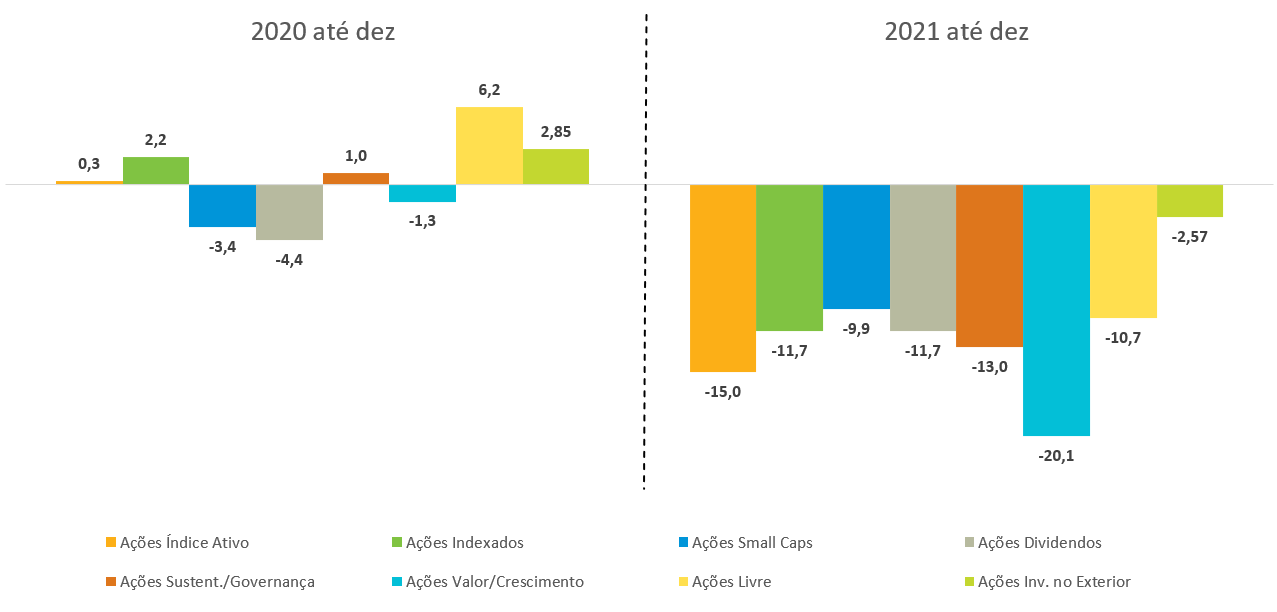 2020 até dez
2021 até dez
6,2
2,85
2,2
1,0
0,3
-1,3
-3,4
-4,4
-2,57
-9,9
-10,7
-11,7
-11,7
-13,0
-15,0
-20,1
Ações Índice Ativo
Ações Indexados
Ações Small Caps
Ações Dividendos
Ações Sustent./Governança
Ações Valor/Crescimento
Ações Livre
Ações Inv. no Exterior